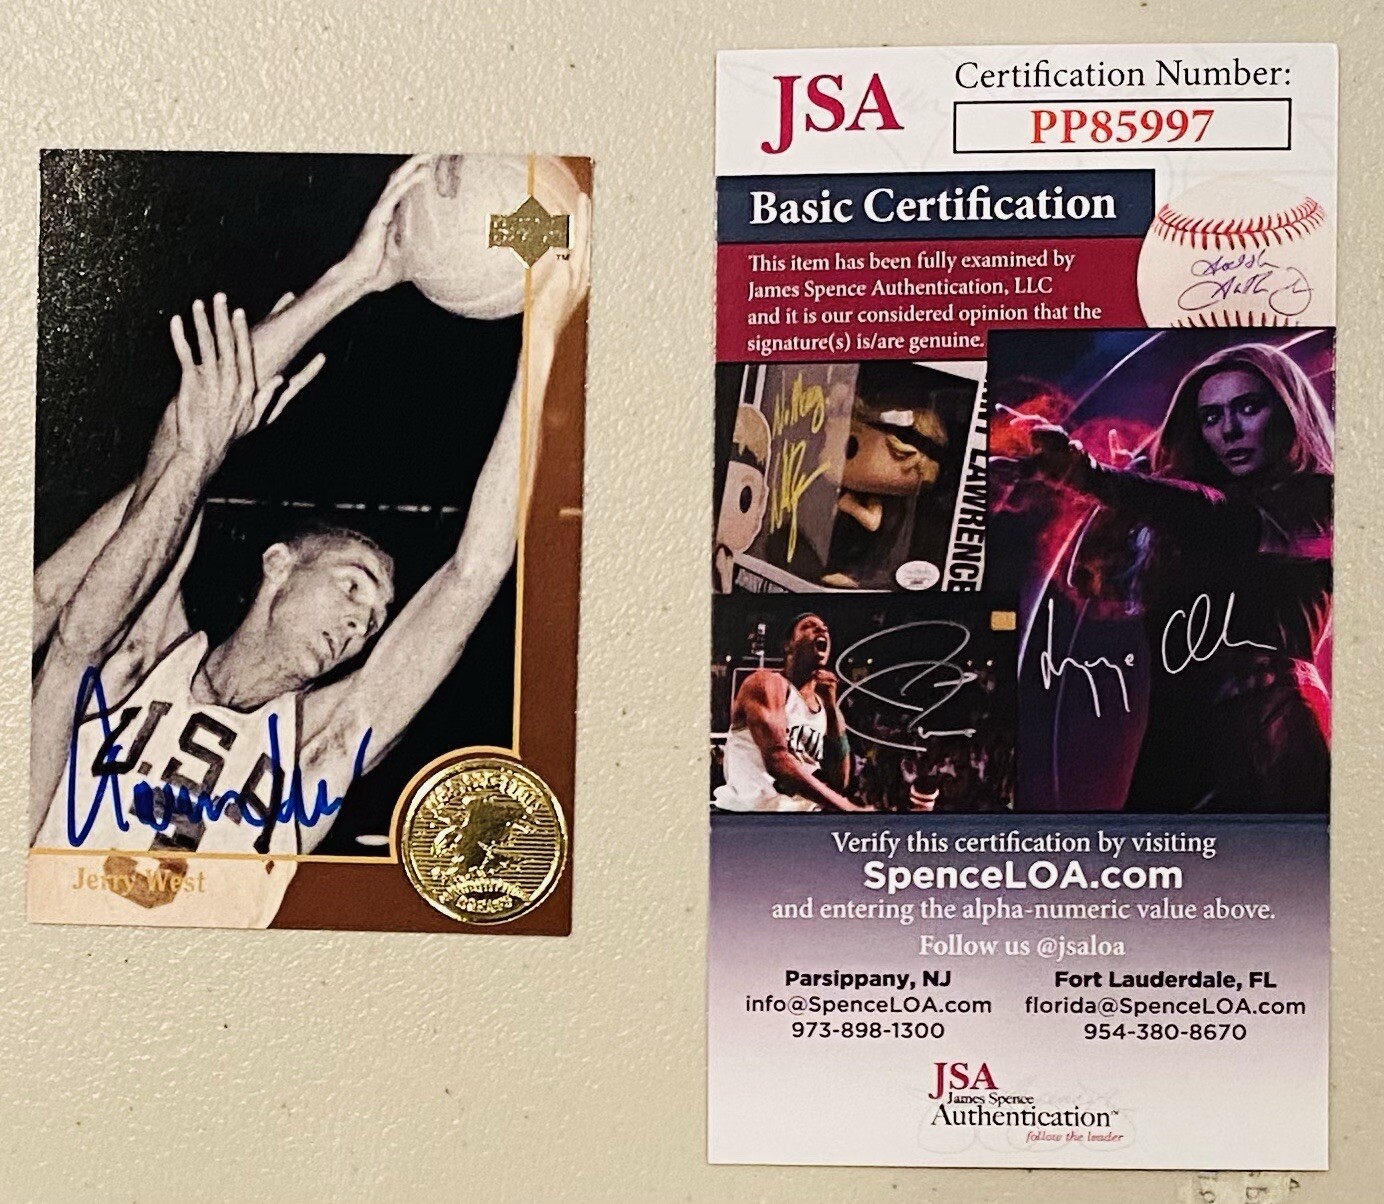 U.S.A
Jerry West
JSA
Certification Number:
PP85997
Basic Certification
This item has been fully examined by
James Spence Authentication, LLC
and it is our considered opinion that the
signature(s) is/are genuine.
LAWRENCE
Verify this certification by visiting
SpenceLOA.com
and entering the alpha-numeric value above.
Follow us @jsaloa
Parsippany, NJ
info@SpenceLOA.com
973-898-1300
Fort Lauderdale, FL
florida@SpenceLOA.com
954-380-8670
JSA
James Spence
Authentication™
follow the leader